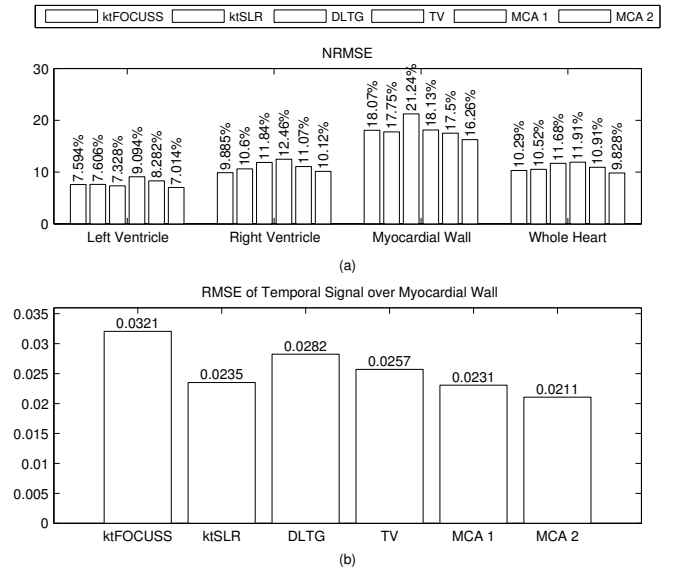 ktFOCUSS ktSLR DLTG TV MCA 1 MCA 2
NRMSE
30
20
10
0
7.594% 7.606% 7.328% 9.094% 8.282% 7.014%
9.885% 10.6% 11.84% 12.46% 11.07% 10.12%
18.07% 17.75% 21.24% 18.13% 17.5% 16.26%
10.29% 10.52% 11.68% 11.91% 10.91% 9.828%
Left Ventricle Right Ventricle Myocardial Wall Whole Heart
(a)
RMSE of Temporal Signal over Myocardial Wall
0.035
0.03
0.025
0.02
0.015
0.01
0.005
0
0.0321 0.0235 0.0282 0.0257 0.0231 0.0211
ktFOCUSS ktSLR DLTG TV MCA 1 MCA 2
(b)